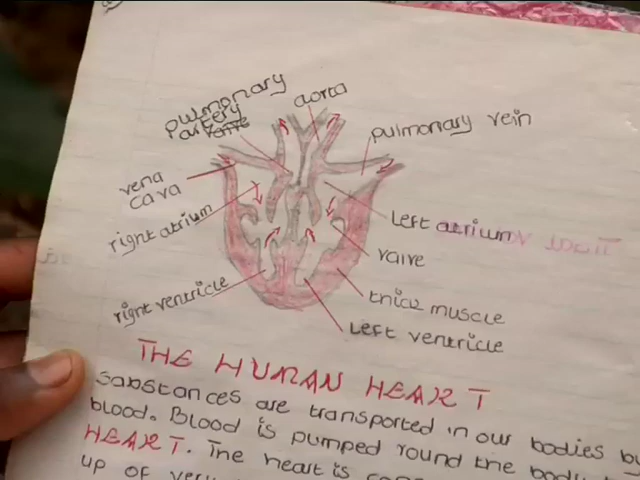 pulmonary
artery
aorta
pulmonary vein
vena
cava
right atrium
left atrium
valve
thick muscle
right ventricle
left ventricle
THE HUMAN HEART
Substances are transported in our bodies by
blood. Blood is pumped round the body
HEART. The heart is
up of very